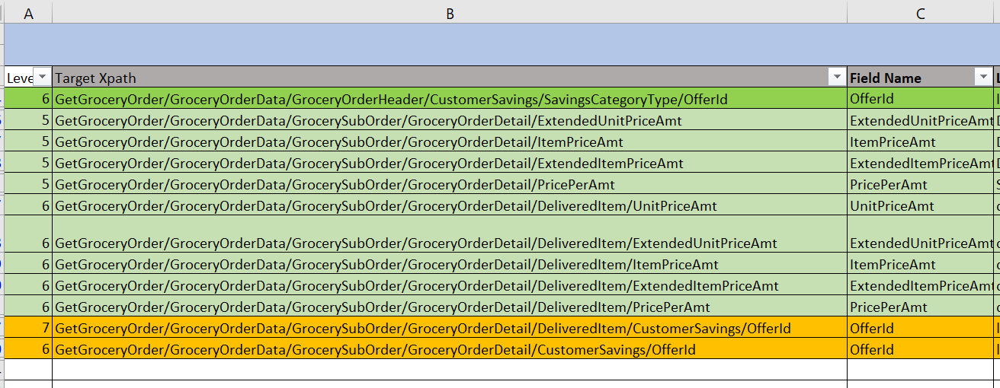 A B C
Leve Target Xpath Field Name
6 GetGroceryOrder/GroceryOrderData/GroceryOrderHeader/CustomerSavings/SavingsCategoryType/OfferId OfferId
5 GetGroceryOrder/GroceryOrderData/GrocerySubOrder/GroceryOrderDetail/ExtendedUnitPriceAmt ExtendedUnitPriceAmt
5 GetGroceryOrder/GroceryOrderData/GrocerySubOrder/GroceryOrderDetail/ItemPriceAmt ItemPriceAmt
5 GetGroceryOrder/GroceryOrderData/GrocerySubOrder/GroceryOrderDetail/ExtendedItemPriceAmt ExtendedItemPriceAmt
5 GetGroceryOrder/GroceryOrderData/GrocerySubOrder/GroceryOrderDetail/PricePerAmt PricePerAmt
6 GetGroceryOrder/GroceryOrderData/GrocerySubOrder/GroceryOrderDetail/DeliveredItem/UnitPriceAmt UnitPriceAmt
6 GetGroceryOrder/GroceryOrderData/GrocerySubOrder/GroceryOrderDetail/DeliveredItem/ExtendedUnitPriceAmt ExtendedUnitPriceAmt
6 GetGroceryOrder/GroceryOrderData/GrocerySubOrder/GroceryOrderDetail/DeliveredItem/ItemPriceAmt ItemPriceAmt
6 GetGroceryOrder/GroceryOrderData/GrocerySubOrder/GroceryOrderDetail/DeliveredItem/ExtendedItemPriceAmt ExtendedItemPriceAmt
6 GetGroceryOrder/GroceryOrderData/GrocerySubOrder/GroceryOrderDetail/DeliveredItem/PricePerAmt PricePerAmt
7 GetGroceryOrder/GroceryOrderData/GrocerySubOrder/GroceryOrderDetail/DeliveredItem/CustomerSavings/OfferId OfferId
6 GetGroceryOrder/GroceryOrderData/GrocerySubOrder/GroceryOrderDetail/CustomerSavings/OfferId OfferId